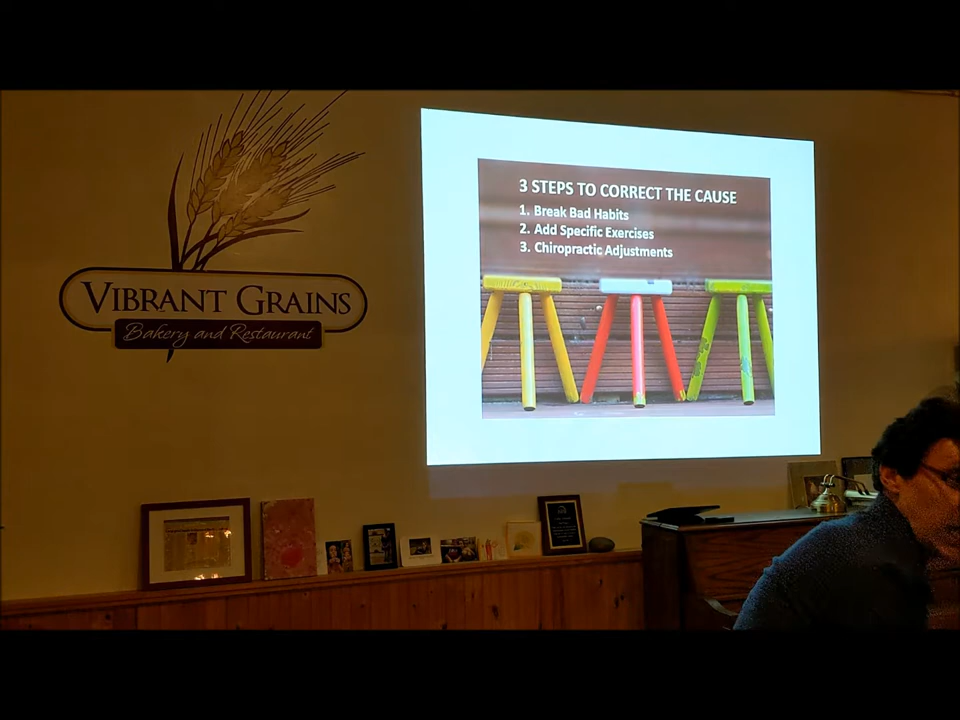 VIBRANT GRAINS
Bakery and Restaurant
3 STEPS TO CORRECT THE CAUSE
1. Break Bad Habits
2. Add Specific Exercises
3. Chiropractic Adjustments